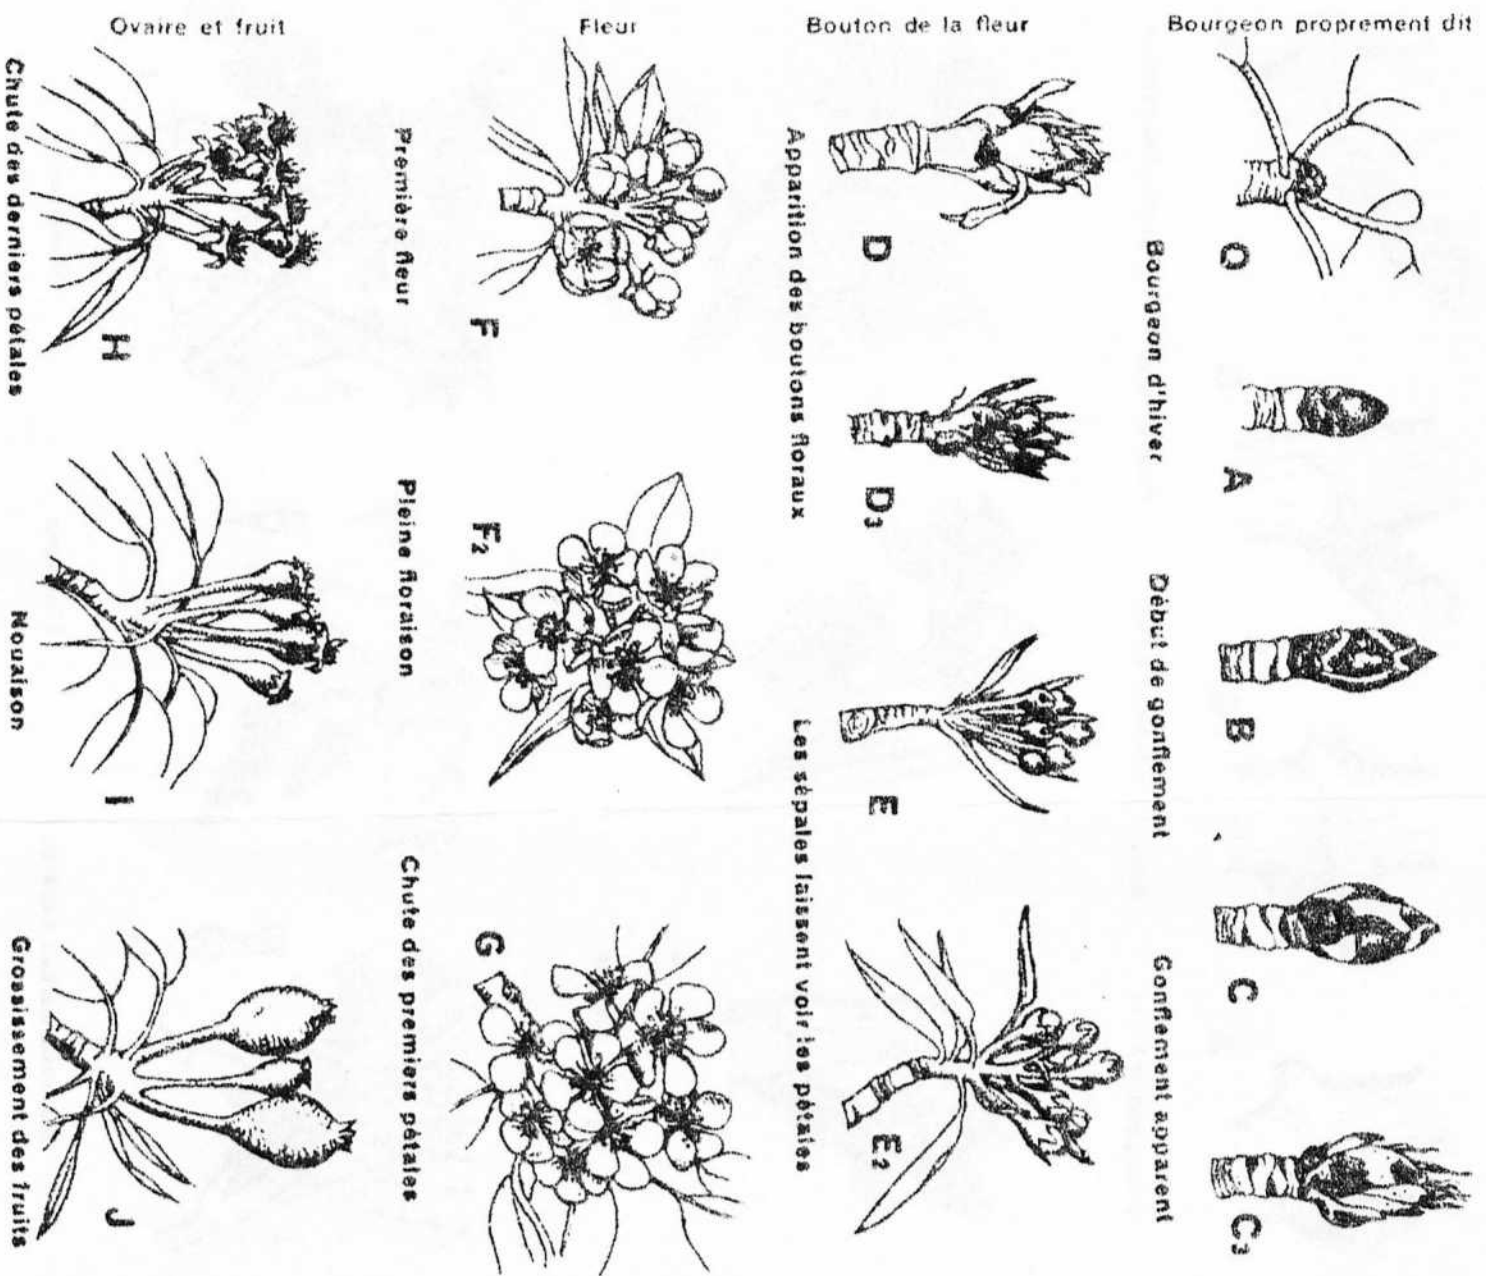 Bourgeon proprement dit
O
A
B
C
C3
Bourgeon d'hiver
Début de gonflement
Gonflement apparent
Bouton de la fleur
D
D3
E
E2
Apparition des boutons floraux
Les sépales laissent voir les pétales
Fleur
F
F2
G
Première fleur
Pleine floraison
Chute des premiers pétales
Ovaire et fruit
H
I
J
Chute des derniers pétales
Nouaison
Grossissement des fruits